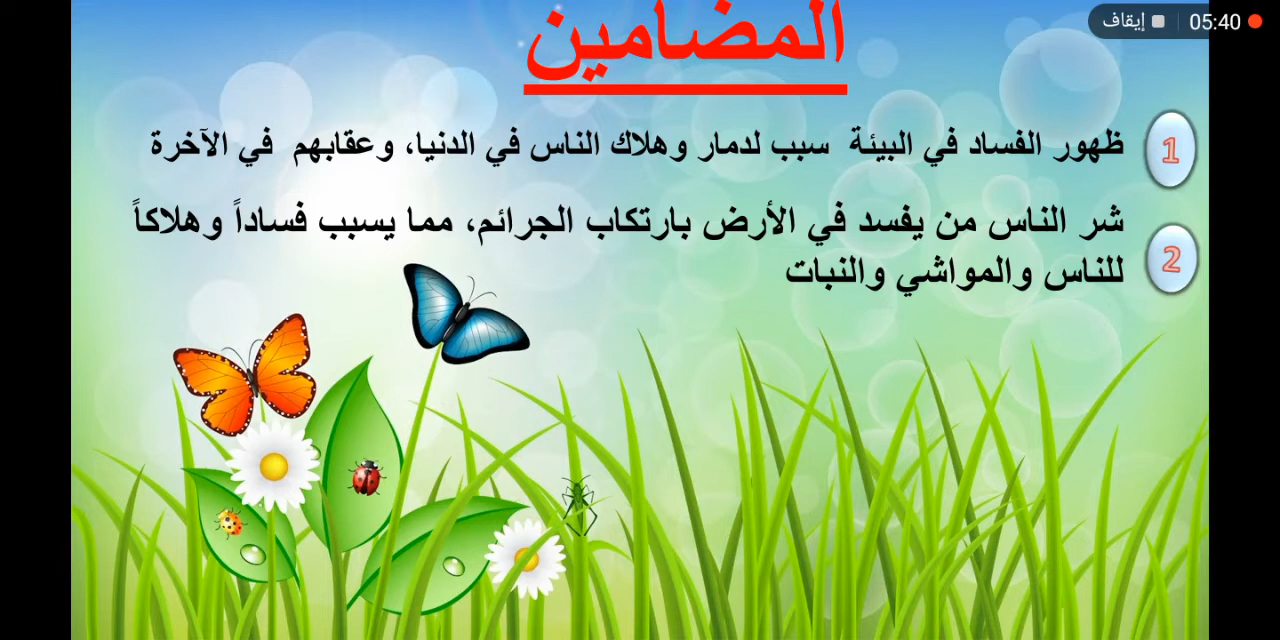 إيقاف 05:40
المضامين
1 ظهور الفساد في البيئة سبب لدمار وهلاك الناس في الدنيا، وعقابهم في الآخرة
2 شر الناس من يفسد في الأرض بارتكاب الجرائم، مما يسبب فساداً وهلاكاً
للناس والمواشي والنبات